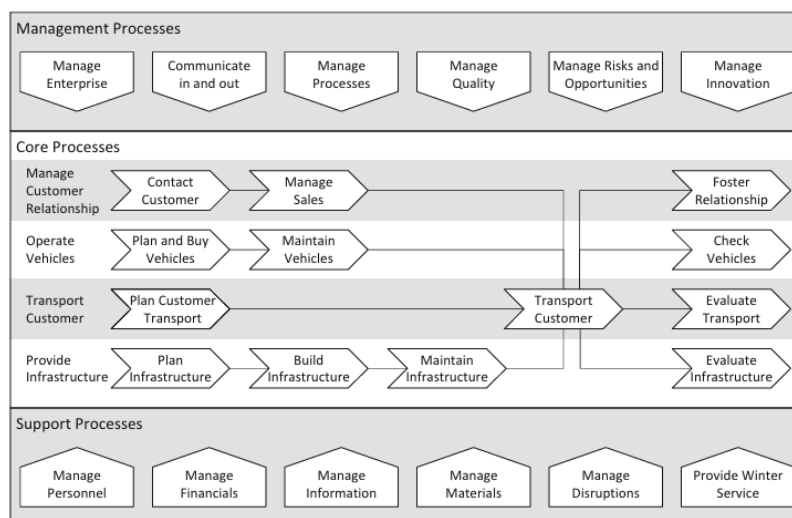 Management Processes
Manage
Enterprise
Communicate
in and out
Manage
Processes
Manage
Quality
Manage Risks and
Opportunities
Manage
Innovation
Core Processes
Manage
Customer
Relationship
Contact
Customer
Manage
Sales
Foster
Relationship
Operate
Vehicles
Plan and Buy
Vehicles
Maintain
Vehicles
Check
Vehicles
Transport
Customer
Plan Customer
Transport
Transport
Customer
Evaluate
Transport
Provide
Infrastructure
Plan
Infrastructure
Build
Infrastructure
Maintain
Infrastructure
Evaluate
Infrastructure
Support Processes
Manage
Personnel
Manage
Financials
Manage
Information
Manage
Materials
Manage
Disruptions
Provide Winter
Service